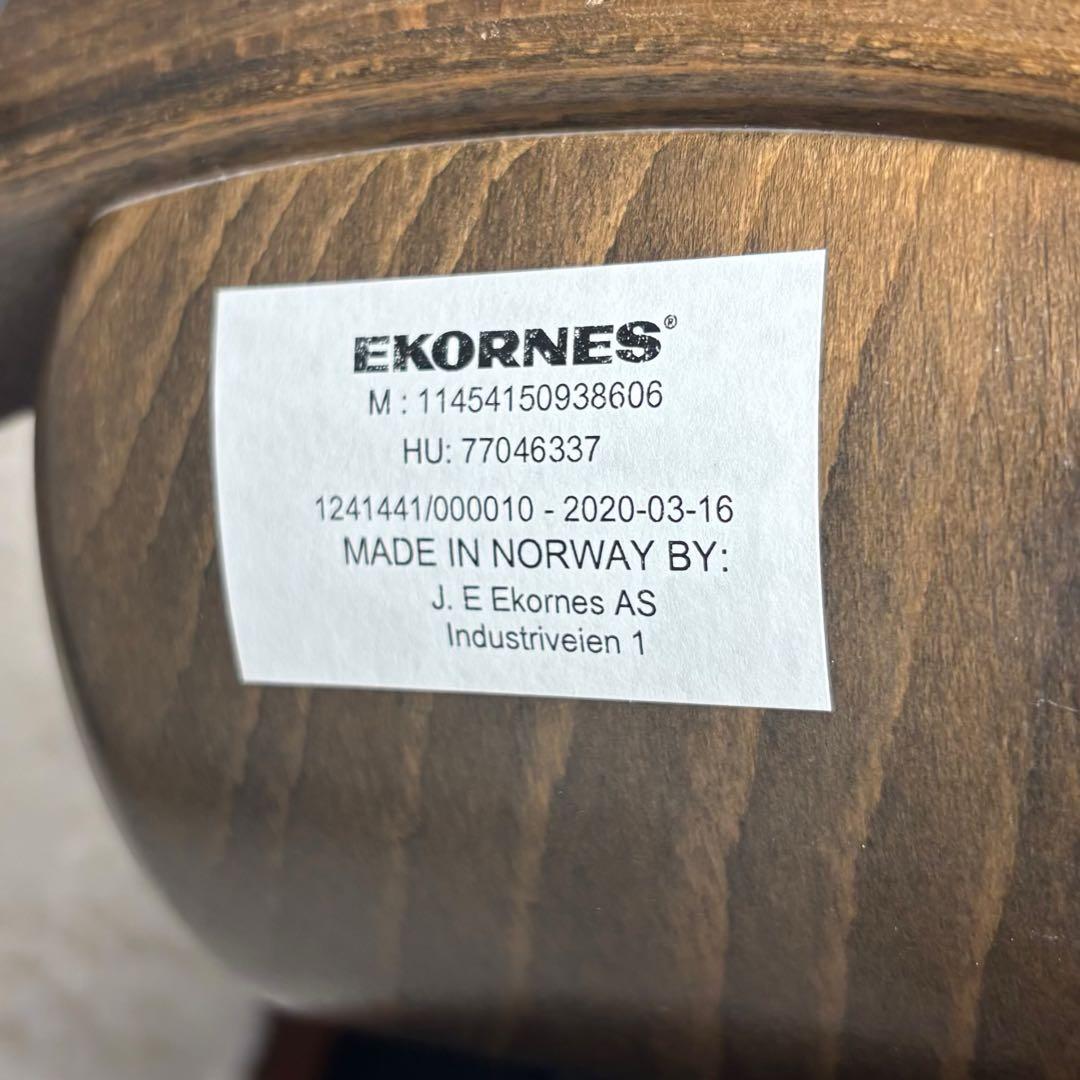 EKORNES®
M : 11454150938606
HU: 77046337
1241441/000010 - 2020-03-16
MADE IN NORWAY BY:
J. E Ekornes AS
Industriveien 1